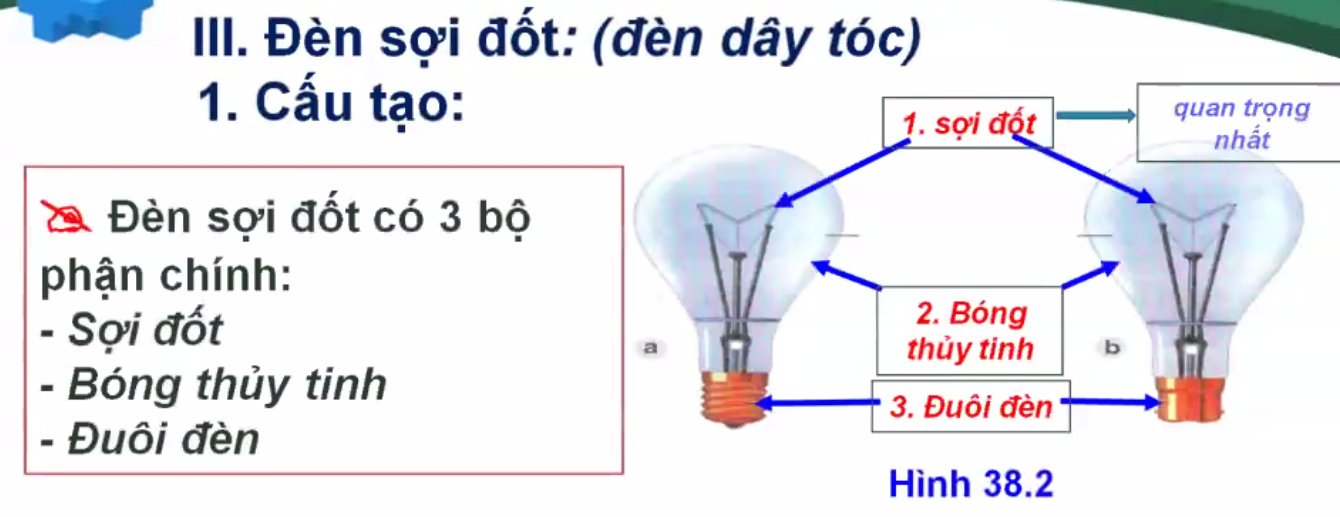 III. Đèn sợi đốt: (đèn dây tóc)
1. Cấu tạo:
Đèn sợi đốt có 3 bộ
phận chính:
- Sợi đốt
- Bóng thủy tinh
- Đuôi đèn
1. sợi đốt
quan trọng
nhất
2. Bóng
thủy tinh
a
b
3. Đuôi đèn
Hình 38.2